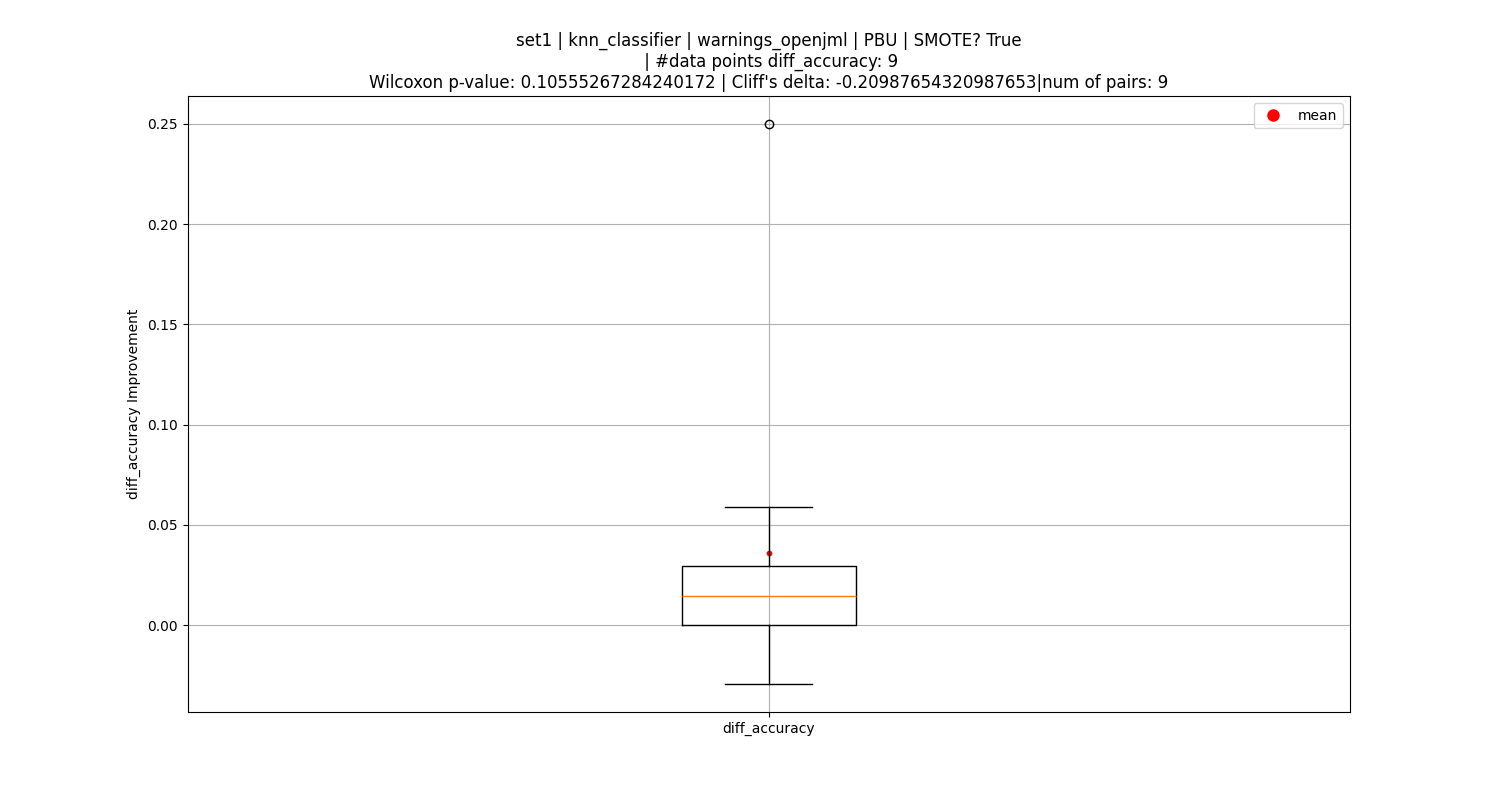 set1 | knn_classifier | warnings_openjml | PBU | SMOTE? True
| #data points diff_accuracy: 9
Wilcoxon p-value: 0.10555267284240172 | Cliff's delta: -0.20987654320987653|num of pairs: 9
mean
0.25
0.20
0.15
0.10
0.05
0.00
diff_accuracy Improvement
diff_accuracy